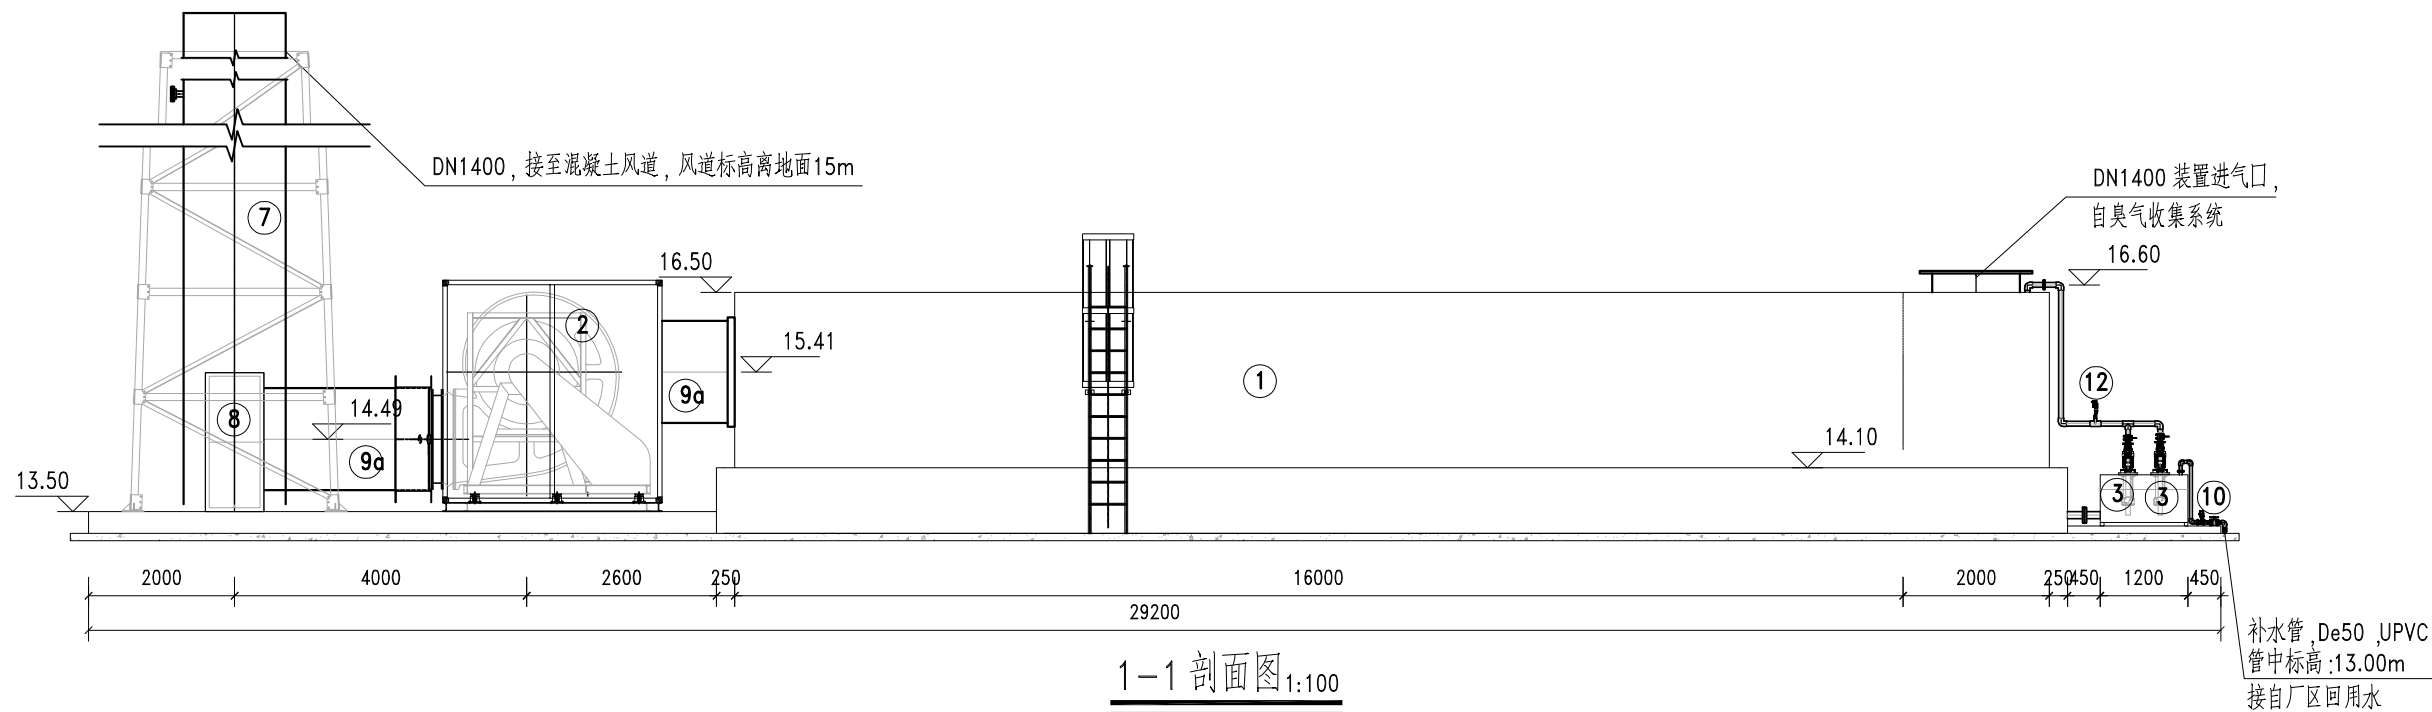 DN1400，接至混凝土风道，风道标高离地面15m
DN1400 装置进气口，
自臭气收集系统
7
16.50
16.60
2
15.41
1
12
9a
8
14.49
14.10
9a
13.50
3
3
10
2000
4000
2600
250
16000
2000
250
450
1200
450
29200
补水管,De50 ,UPVC
管中标高:13.00m
接自厂区回用水
1-1 剖面图 1:100